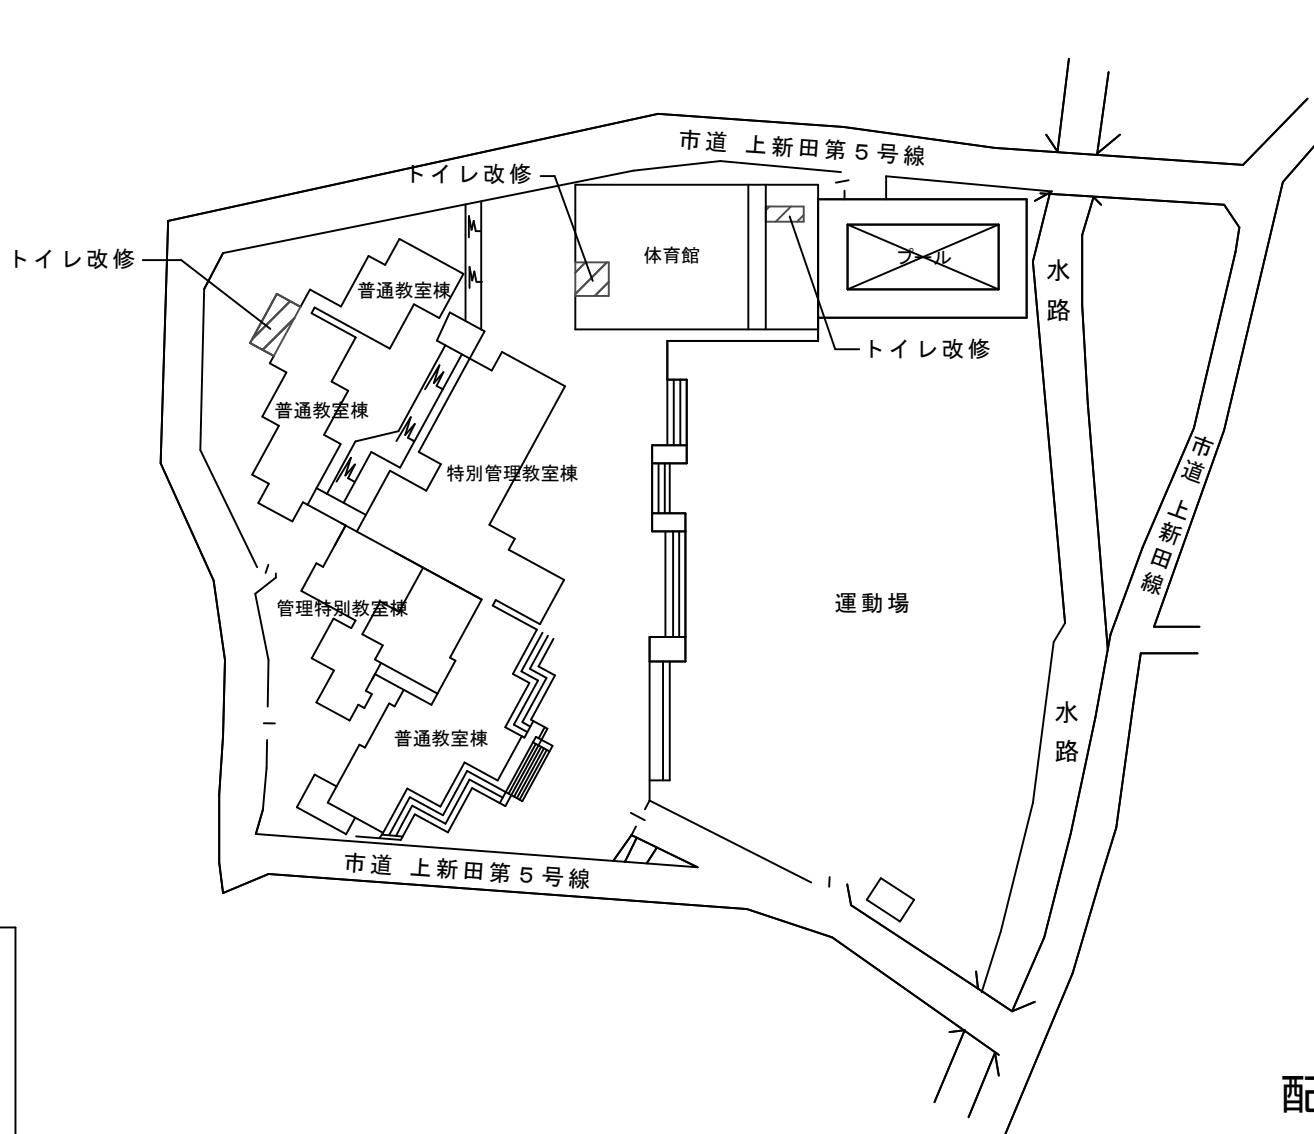 市道 上新田第５号線
トイレ改修
トイレ改修
体育館
プール
水路
普通教室棟
トイレ改修
普通教室棟
市道 上新田線
特別管理教室棟
運動場
管理特別教室棟
水路
普通教室棟
市道 上新田第５号線
配